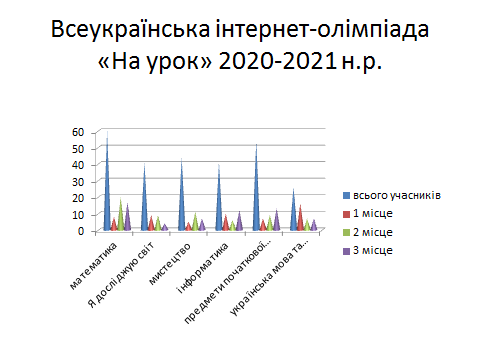 Всеукраїнська інтернет-олімпіада
«На урок» 2020-2021 н.р.
60
50
40
30
20
10
0
математика
Я досліджую світ
мистецтво
інформатика
предмети початкової…
українська мова та…
всього учасників
1 місце
2 місце
3 місце